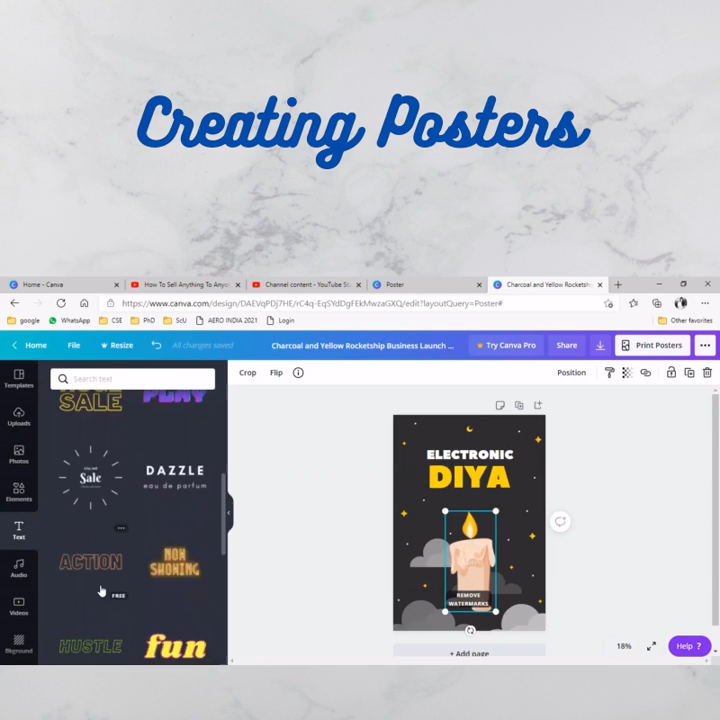 Creating Posters
Home - Canva
How To Sell Anything To Anyo
Channel content - YouTube St
Poster
Charcoal and Yellow Rocketship
https://www.canva.com/design/DAEVqPDj7HE/rC4q-EqSYdDgFEkMwzaGXQ/edit?layoutQuery=Poster#
google
WhatsApp
CSE
PhD
ScU
AERO INDIA 2021
Login
Other favorites
Home
File
Resize
All changes saved
Charcoal and Yellow Rocketship Business Launch ...
Try Canva Pro
Share
Print Posters
Templates
Uploads
Photos
Elements
Text
Audio
Videos
Bkground
Search text
SALE
Sale
DAZZLE
eau de parfum
ACTION
NOW
SHOWING
FREE
HUSTLE
fun
Crop
Flip
Position
ELECTRONIC
DIYA
REMOVE
WATERMARKS
+ Add page
18%
Help ?